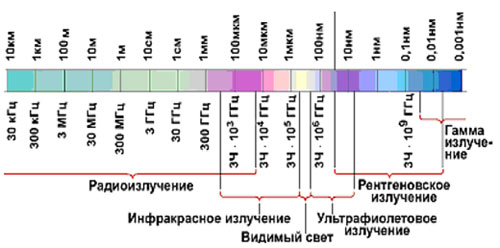 10км 1км 100м 10м 1м 10см 1см 1мм 100мкм 10мкм 1мкм 100нм 10нм 1нм 0,1нм 0,01нм 0,001нм
30 кГц 300 кГц 3 МГц 30 МГц 300 МГц 3 ГГц 30 ГГц 300 ГГц 3Ч · 10³ ГГц 3Ч · 10⁴ ГГц 3Ч · 10⁵ ГГц 3Ч · 10⁶ ГГц 3Ч · 10⁹ ГГц
Гамма
излуче-
ние
Радиоизлучение
Рентгеновское
излучение
Инфракрасное излучение
Ультрафиолетовое
излучение
Видимый свет